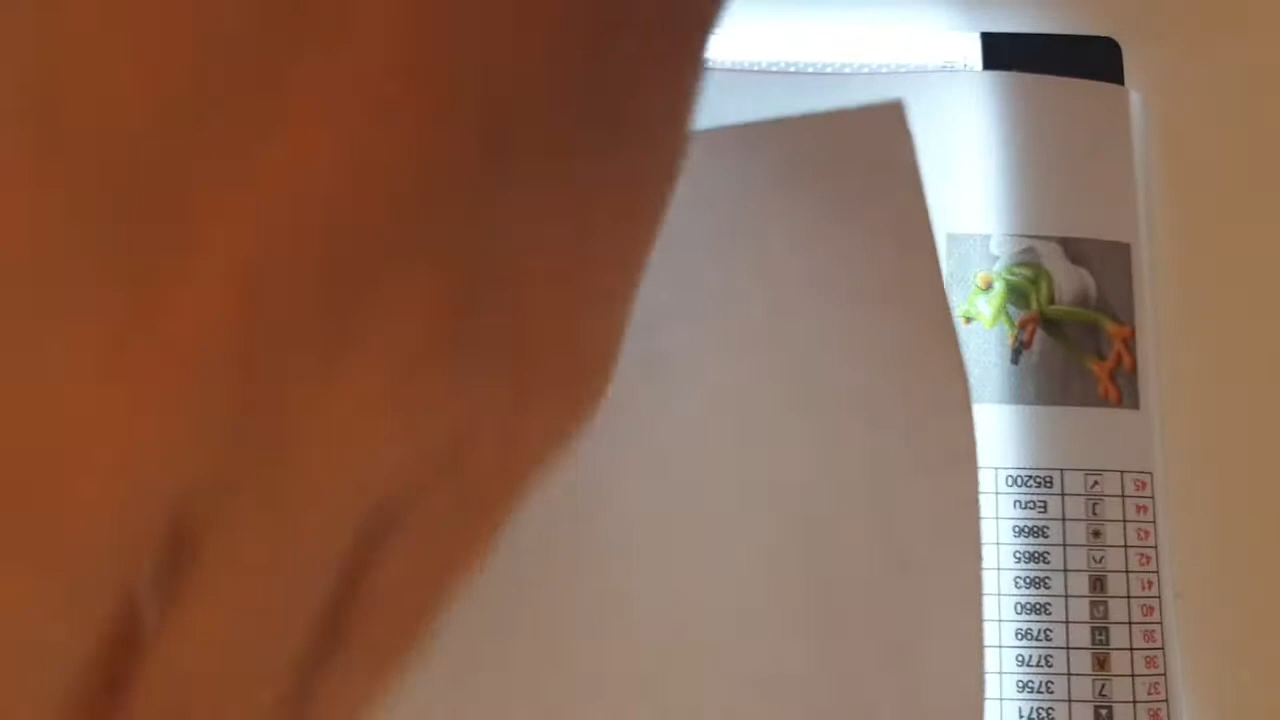 36. 3371
37. 7 3756
38. A 3776
39. H 3799
40. 3860
41. U 3863
42. 3865
43. * 3866
44. J Ecru
45. B5200